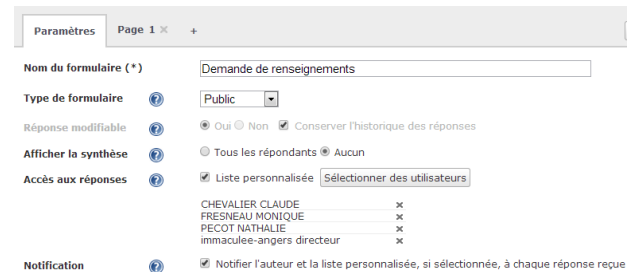 Paramètres Page 1 × +
Nom du formulaire (*) Demande de renseignements
Type de formulaire ? Public
Réponse modifiable ? Oui Non Conserver l'historique des réponses
Afficher la synthèse ? Tous les répondants Aucun
Accès aux réponses ? Liste personnalisée Sélectionner des utilisateurs
CHEVALIER CLAUDE ×
FRESNEAU MONIQUE ×
PECOT NATHALIE ×
immaculee-angers directeur ×
Notification ? Notifier l'auteur et la liste personnalisée, si sélectionnée, à chaque réponse reçue